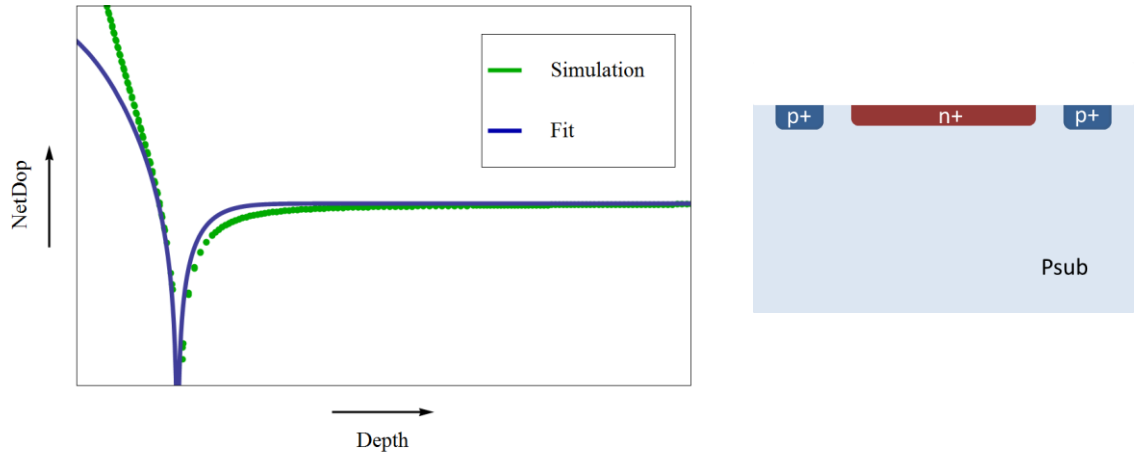 NetDop
Simulation
Fit
Depth
p+
n+
p+
Psub